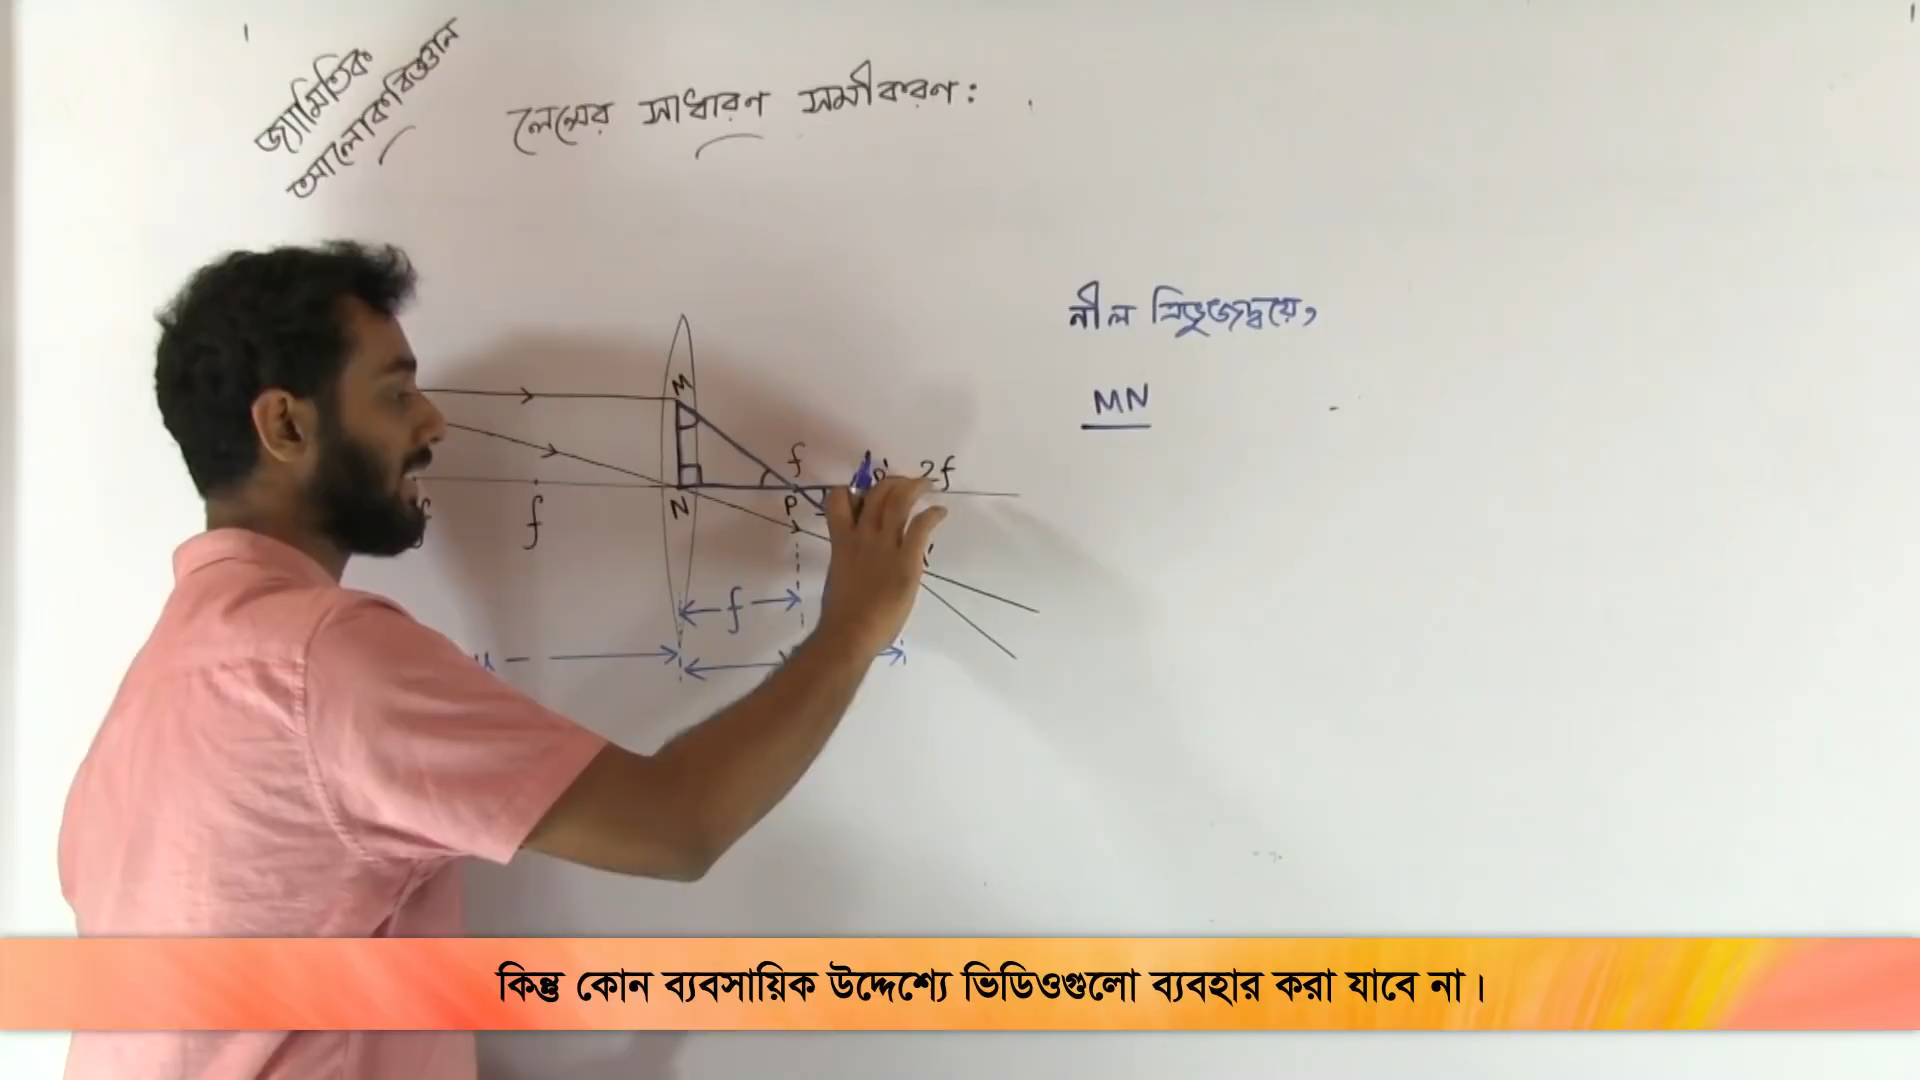 জ্যামিতিক
আলোকবিজ্ঞান
লেন্সের সাধারণ সমীকরণ:
নীল ত্রিভুজদ্বয়ে,
MN
M
f
2f
N
P
f
f
u
কিন্তু কোন ব্যবসায়িক উদ্দেশ্যে ভিডিওগুলো ব্যবহার করা যাবে না।